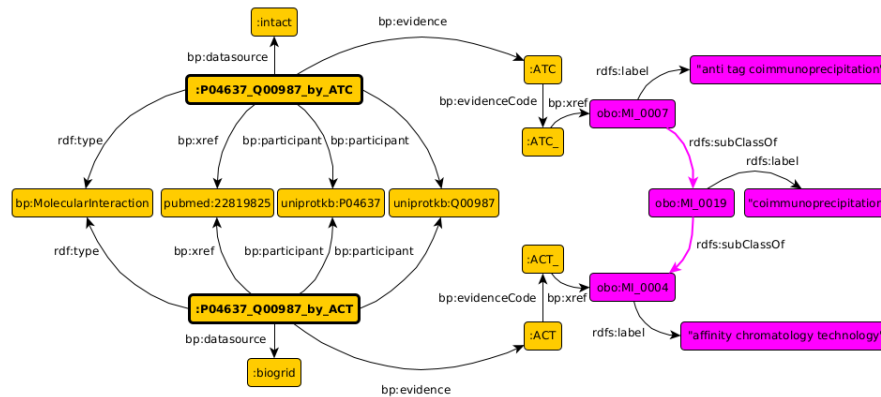 :intact
bp:evidence
bp:datasource
:ATC
rdfs:label
"anti tag coimmunoprecipitation"
:P04637_Q00987_by_ATC
bp:evidenceCode
bp:xref
obo:MI_0007
rdf:type
bp:xref
bp:participant
bp:participant
:ATC_
rdfs:subClassOf
rdfs:label
bp:MolecularInteraction
pubmed:22819825
uniprotkb:P04637
uniprotkb:Q00987
obo:MI_0019
"coimmunoprecipitation
rdf:type
bp:xref
bp:participant
bp:participant
:ACT_
rdfs:subClassOf
bp:evidenceCode
bp:xref
obo:MI_0004
:P04637_Q00987_by_ACT
rdfs:label
bp:datasource
:ACT
"affinity chromatology technology"
:biogrid
bp:evidence